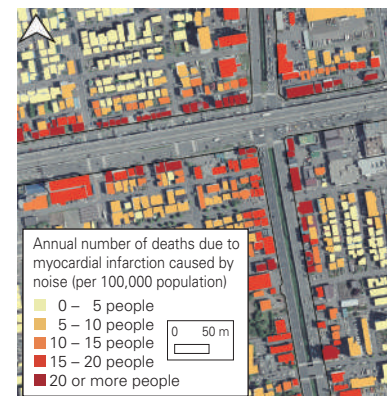 Annual number of deaths due to
myocardial infarction caused by
noise (per 100,000 population)
0 – 5 people
5 – 10 people
10 – 15 people
15 – 20 people
20 or more people
0 50 m